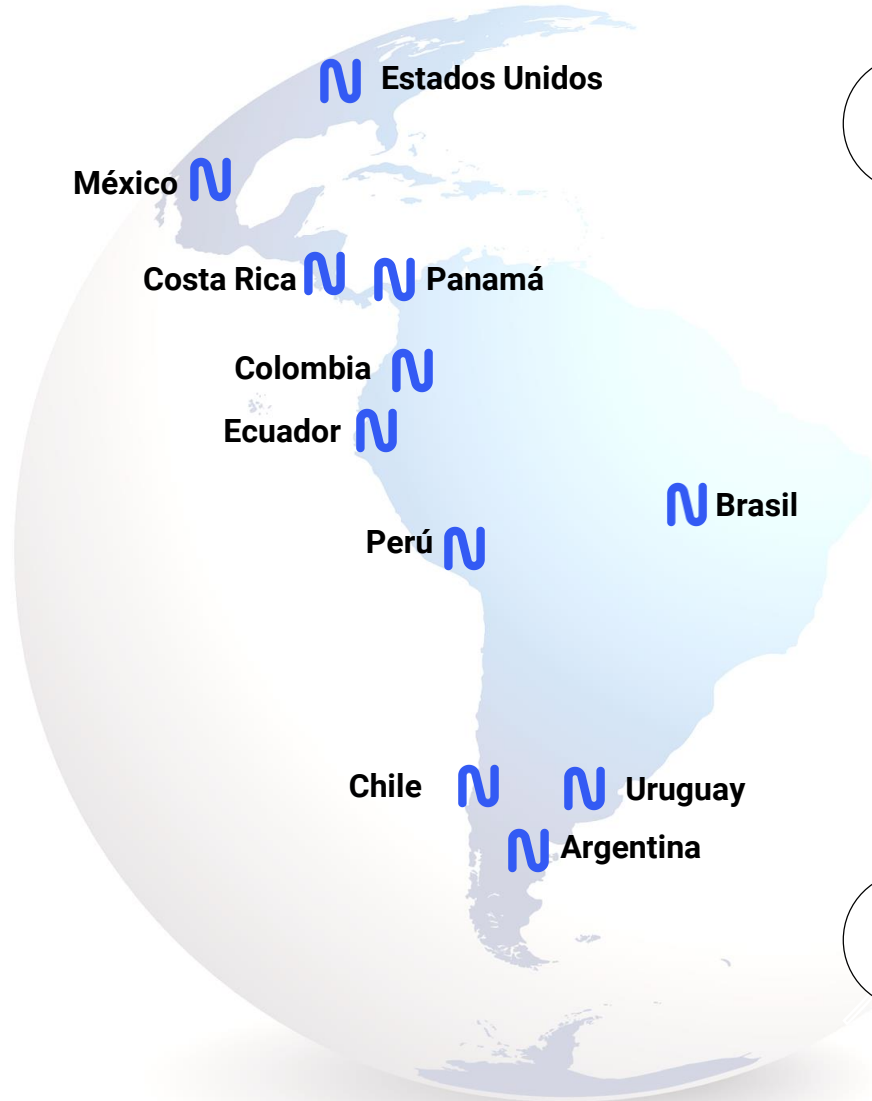 Estados Unidos
México
Costa Rica
Panamá
Colombia
Ecuador
Brasil
Perú
Chile
Uruguay
Argentina